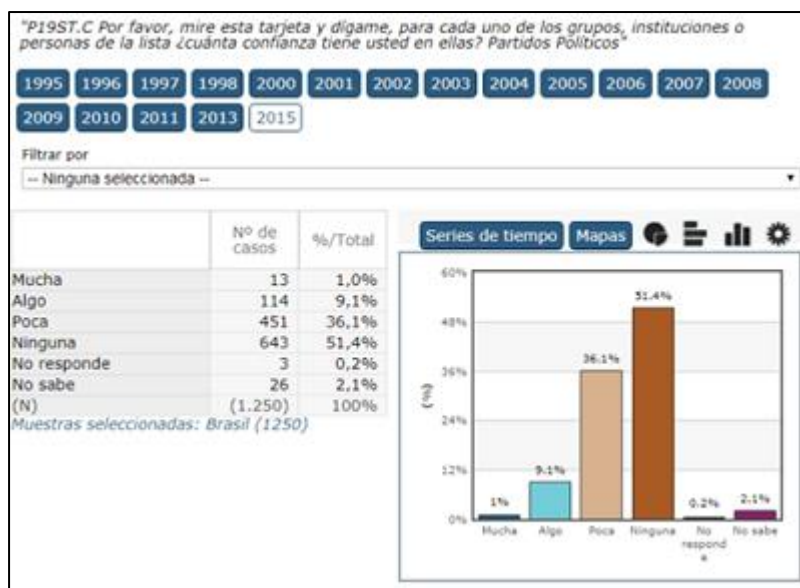 "P19ST.C Por favor, mire esta tarjeta y dígame, para cada uno de los grupos, instituciones o
personas de la lista ¿cuánta confianza tiene usted en ellas? Partidos Políticos"
1995 1996 1997 1998 2000 2001 2002 2003 2004 2005 2006 2007 2008
2009 2010 2011 2013 2015
Filtrar por
-- Ninguna seleccionada --
Nº de
casos
%/Total
Mucha 13 1,0%
Algo 114 9,1%
Poca 451 36,1%
Ninguna 643 51,4%
No responde 3 0,2%
No sabe 26 2,1%
(N) (1.250) 100%
Muestras seleccionadas: Brasil (1250)
Series de tiempo Mapas
60%
48%
36%
24%
12%
0%
(%)
1%
9.1%
36.1%
51.4%
0.2%
2.1%
Mucha Algo Poca Ninguna No No sabe
respond
e